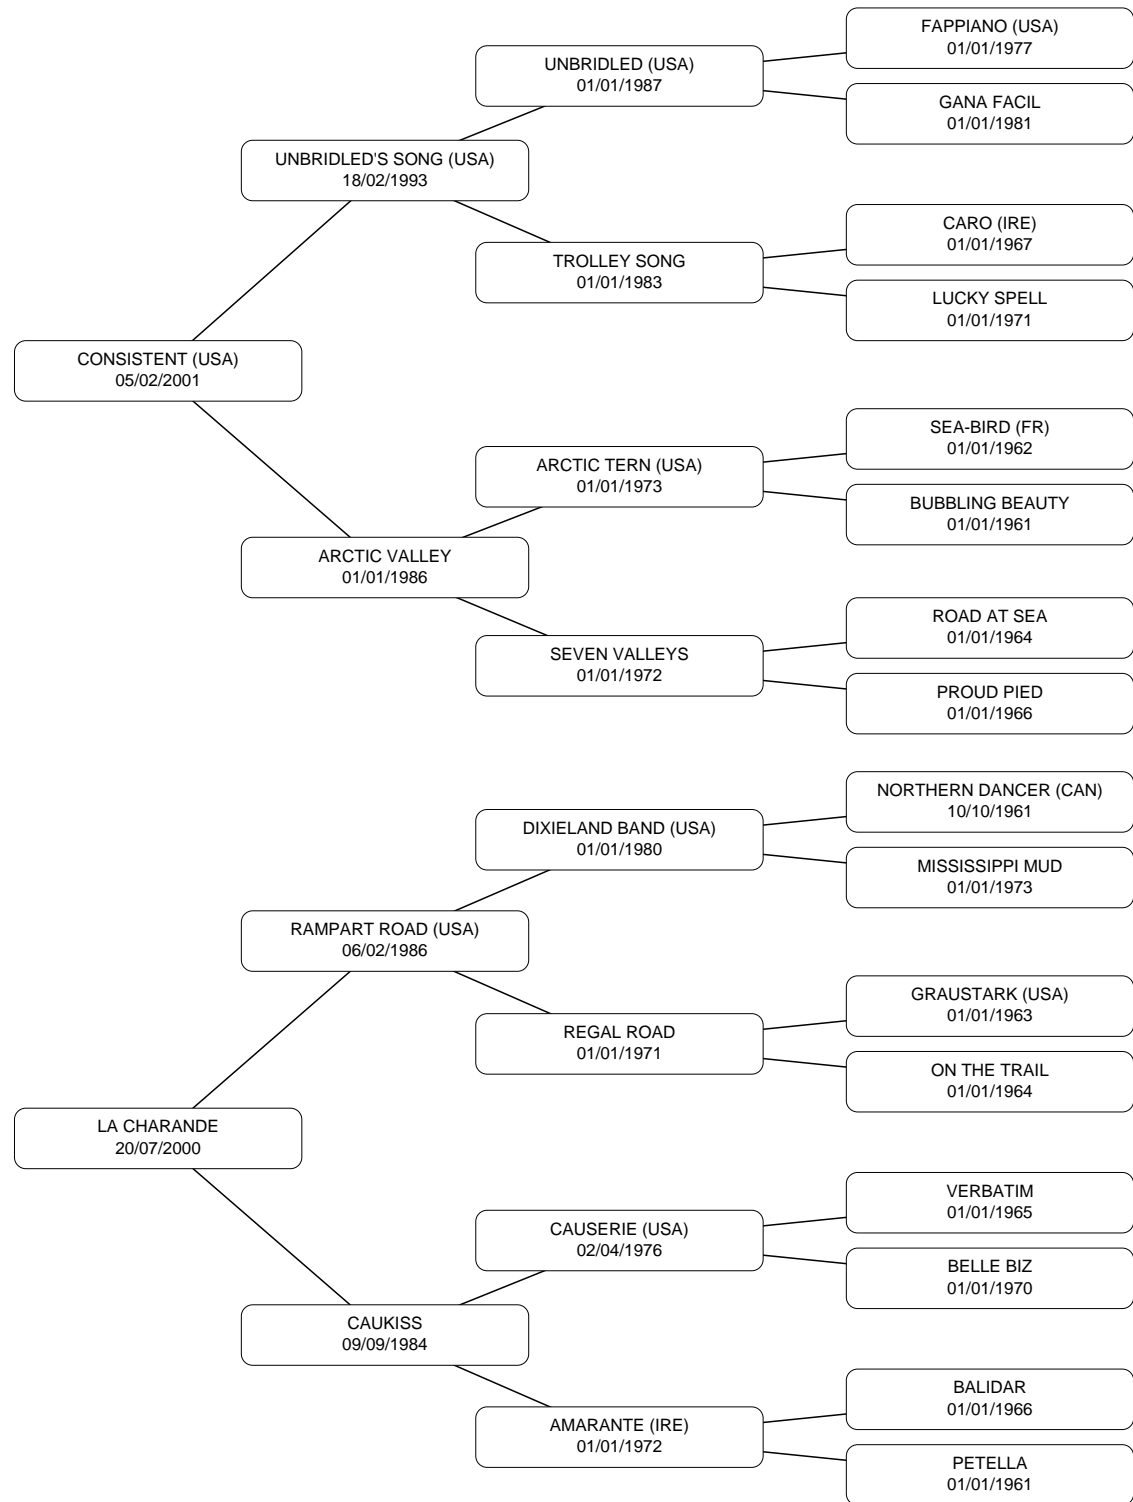 FAPPIANO (USA)
01/01/1977
UNBRIDLED (USA)
01/01/1987
GANA FACIL
01/01/1981
UNBRIDLED'S SONG (USA)
18/02/1993
CARO (IRE)
01/01/1967
TROLLEY SONG
01/01/1983
LUCKY SPELL
01/01/1971
CONSISTENT (USA)
05/02/2001
SEA-BIRD (FR)
01/01/1962
ARCTIC TERN (USA)
01/01/1973
BUBBLING BEAUTY
01/01/1961
ARCTIC VALLEY
01/01/1986
ROAD AT SEA
01/01/1964
SEVEN VALLEYS
01/01/1972
PROUD PIED
01/01/1966
NORTHERN DANCER (CAN)
10/10/1961
DIXIELAND BAND (USA)
01/01/1980
MISSISSIPPI MUD
01/01/1973
RAMPART ROAD (USA)
06/02/1986
GRAUSTARK (USA)
01/01/1963
REGAL ROAD
01/01/1971
ON THE TRAIL
01/01/1964
LA CHARANDE
20/07/2000
VERBATIM
01/01/1965
CAUSERIE (USA)
02/04/1976
BELLE BIZ
01/01/1970
CAUKISS
09/09/1984
BALIDAR
01/01/1966
AMARANTE (IRE)
01/01/1972
PETELLA
01/01/1961